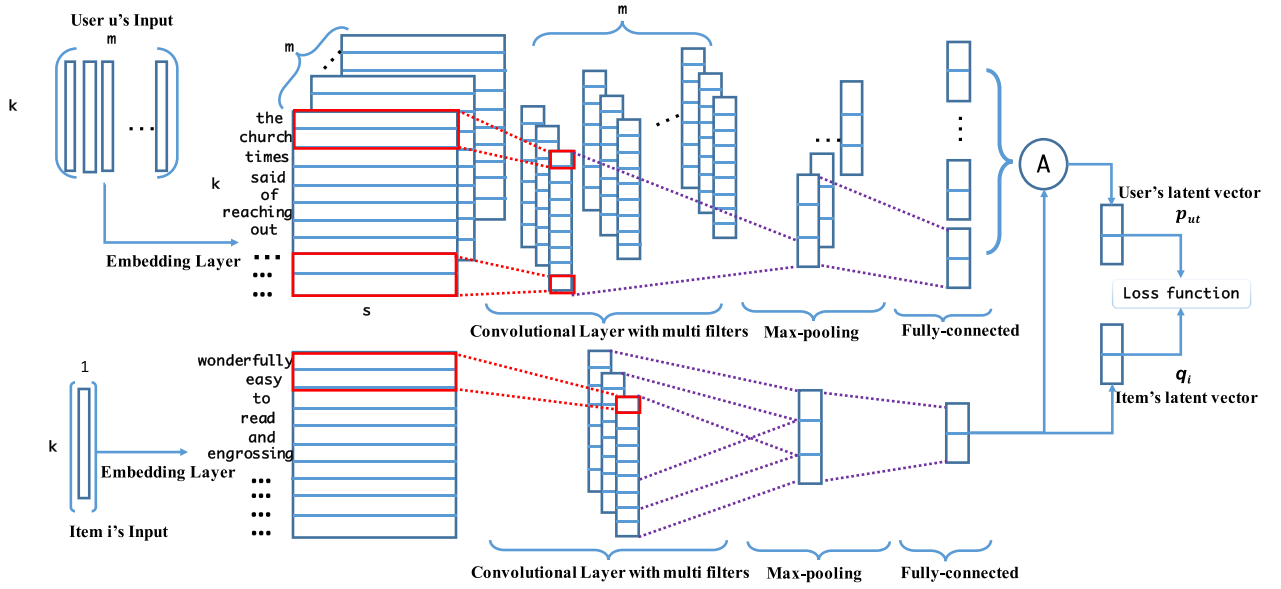 User u's Input
m
k
...
Embedding Layer
m
...
the
church
times
said
of
reaching
out
...
...
...
k
s
m
...
Convolutional Layer with multi filters
...
Max-pooling
...
Fully-connected
A
User's latent vector
p_ut
Loss function
q_i
Item's latent vector
1
k
Item i's Input
Embedding Layer
wonderfully
easy
to
read
and
engrossing
...
...
...
...
Convolutional Layer with multi filters
Max-pooling
Fully-connected